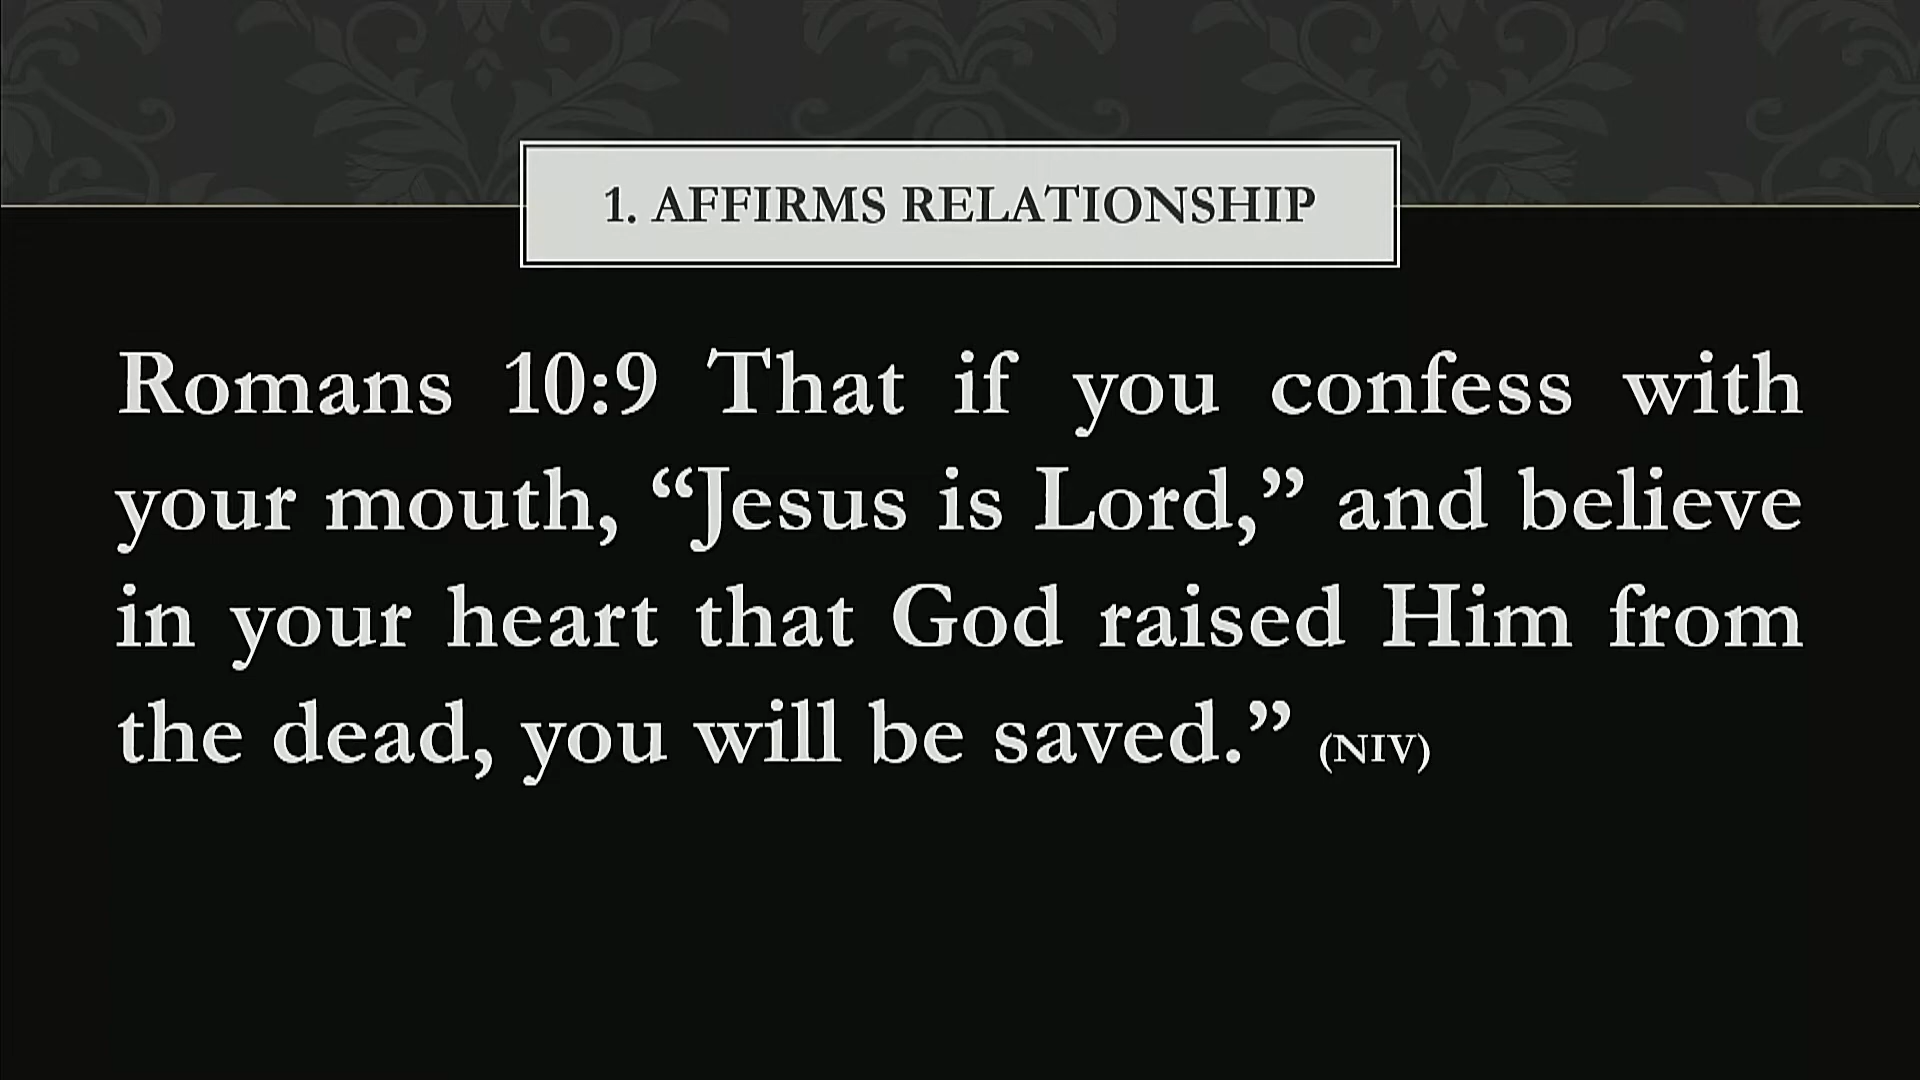 1. AFFIRMS RELATIONSHIP
Romans 10:9 That if you confess with
your mouth, “Jesus is Lord,” and believe
in your heart that God raised Him from
the dead, you will be saved.” (NIV)